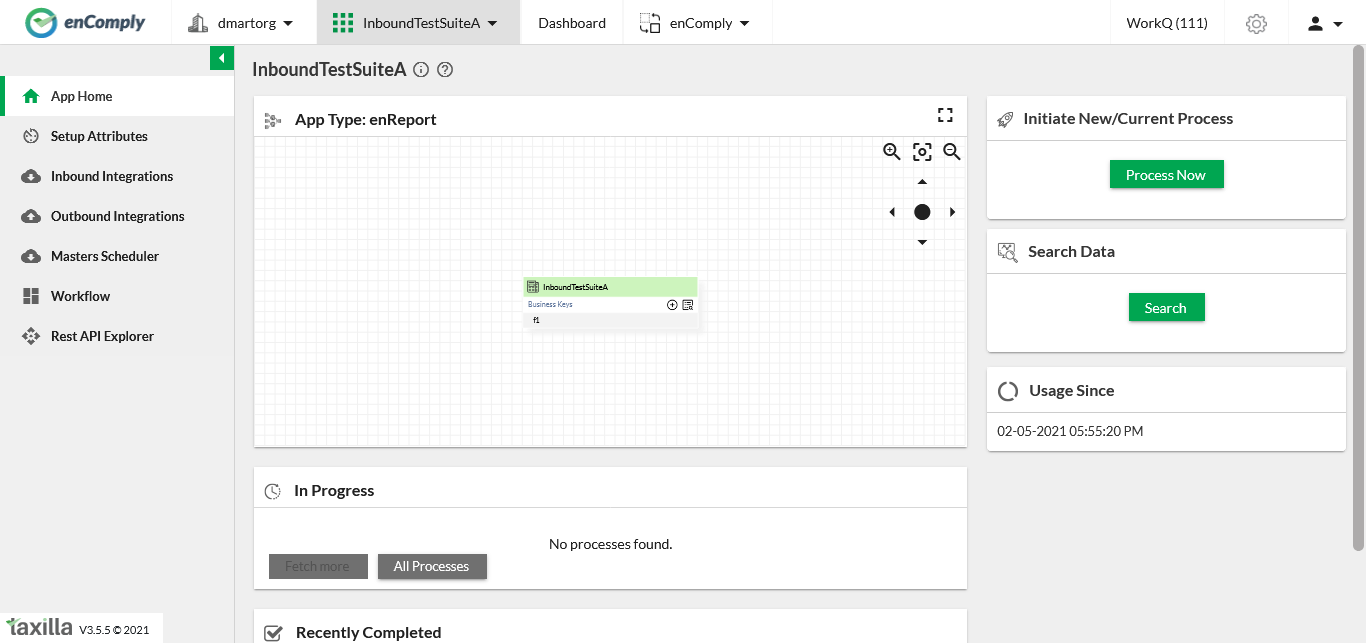 enComply
dmartorg
InboundTestSuiteA
Dashboard
enComply
WorkQ (111)
InboundTestSuiteA
App Home
Setup Attributes
Inbound Integrations
Outbound Integrations
Masters Scheduler
Workflow
Rest API Explorer
App Type: enReport
InboundTestSuiteA
Business Keys
f1
Initiate New/Current Process
Process Now
Search Data
Search
Usage Since
02-05-2021 05:55:20 PM
In Progress
No processes found.
Fetch more
All Processes
Recently Completed
taxilla V3.5.5 © 2021